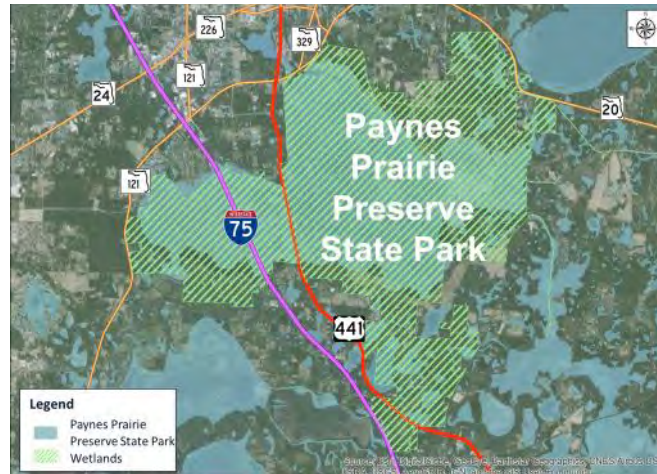 226
329
121
24
20
Paynes
Prairie
Preserve
State Park
121
INTERSTATE
75
441
Legend
Paynes Prairie
Preserve State Park
Wetlands